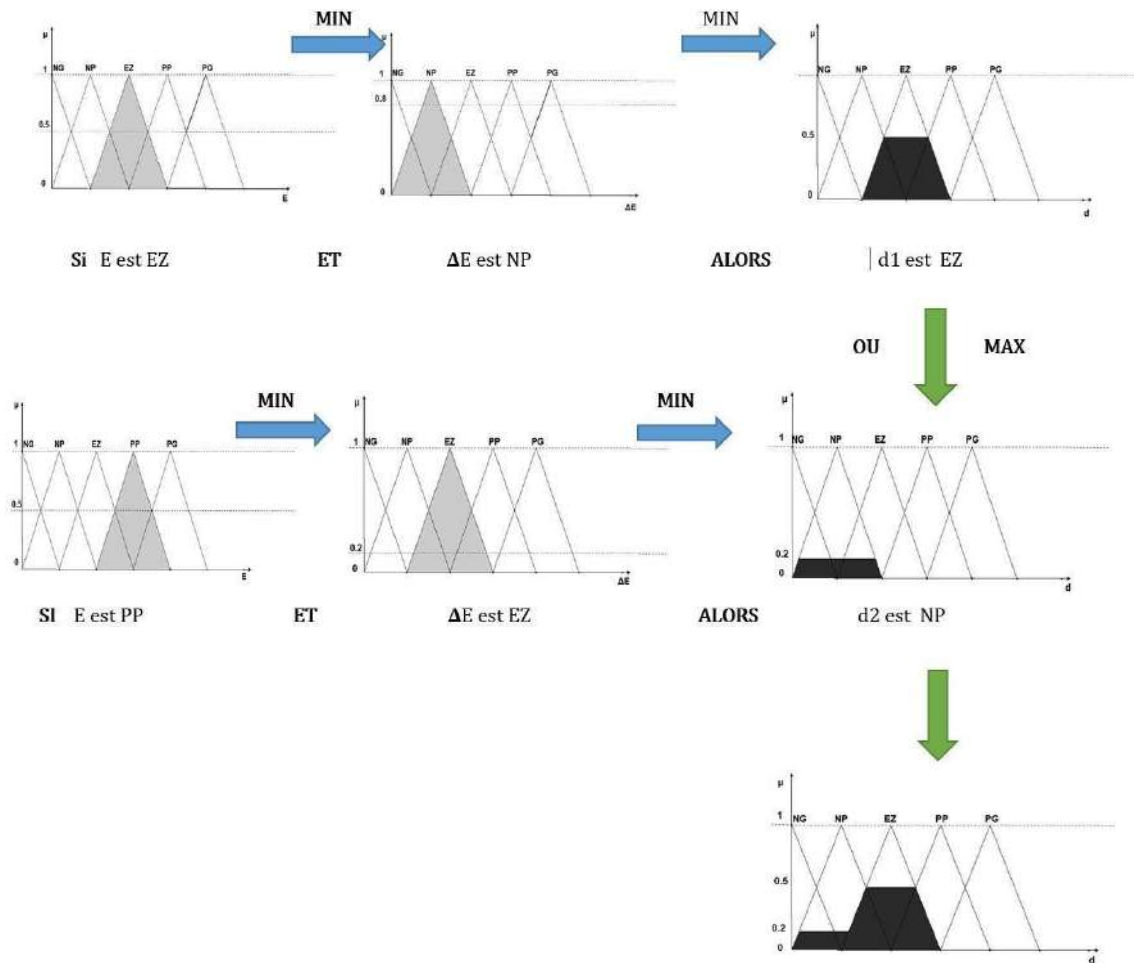 MIN MIN
μ μ μ
NG NP EZ PP PG NG NP EZ PP PG NG NP EZ PP PG
1 1 1
0.8
0.5 0.5
0 0 0
E ΔE d
Si E est EZ ET ΔE est NP ALORS | d1 est EZ
OU MAX
MIN MIN
μ μ μ
1 1 1
NG NP EZ PP PG NG NP EZ PP PG NG NP EZ PP PG
0.5
0.2 0.2
0 0 0
E ΔE d
SI E est PP ET ΔE est EZ ALORS d2 est NP
μ
1
NG NP EZ PP PG
0.5
0.2
0
d